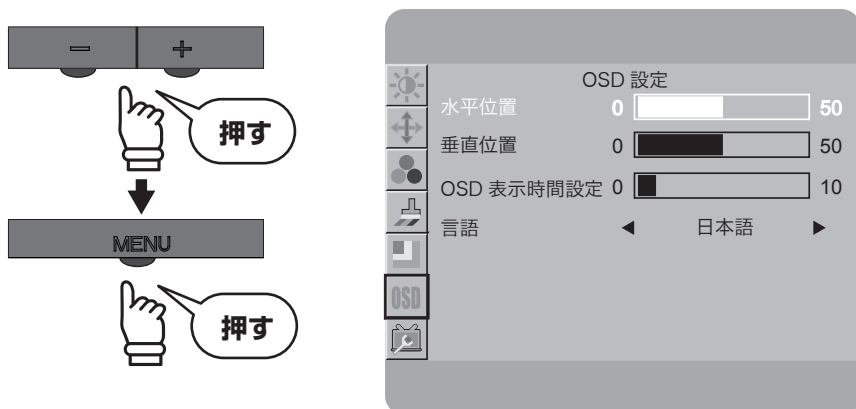 − +
押す
MENU
押す
OSD 設定
水平位置 0 50
垂直位置 0 50
OSD 表示時間設定 0 10
言語 ◀ 日本語 ▶
OSD